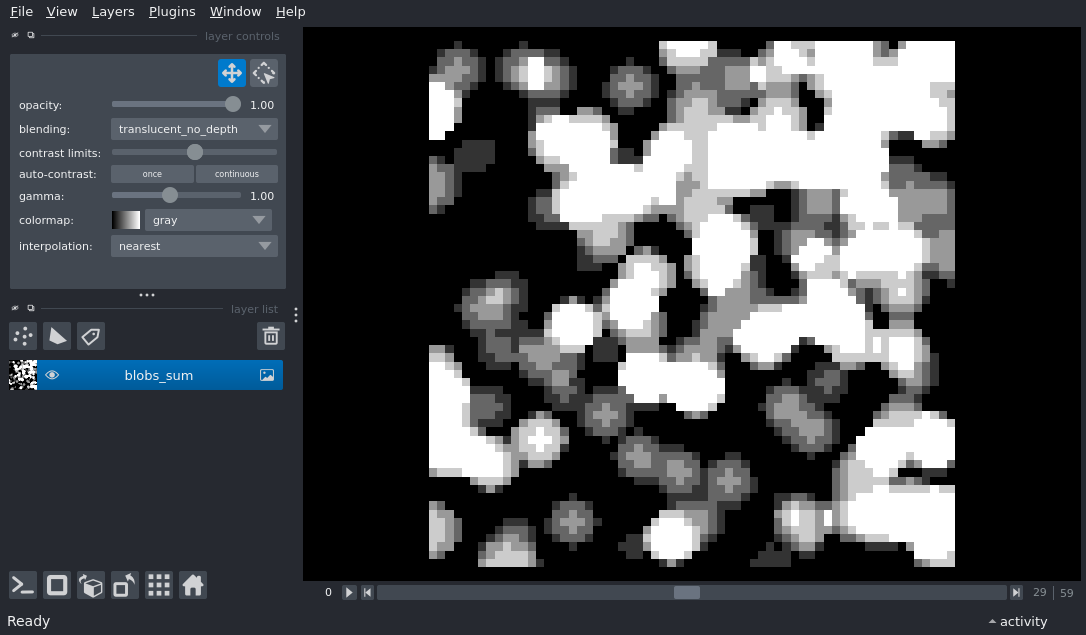 File View Layers Plugins Window Help
layer controls
opacity: 1.00
blending: translucent_no_depth
contrast limits:
auto-contrast: once continuous
gamma: 1.00
colormap: gray
interpolation: nearest
layer list
blobs_sum
0 29 59
Ready activity